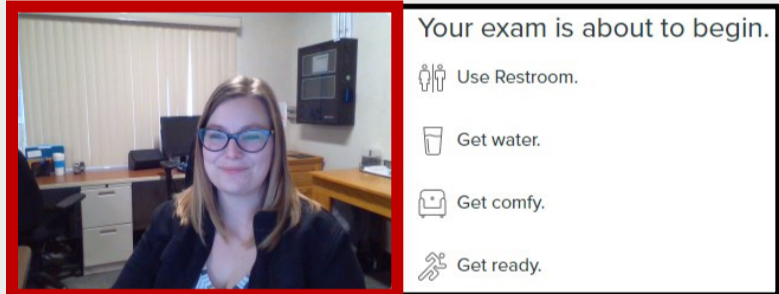 Your exam is about to begin.
Use Restroom.
Get water.
Get comfy.
Get ready.